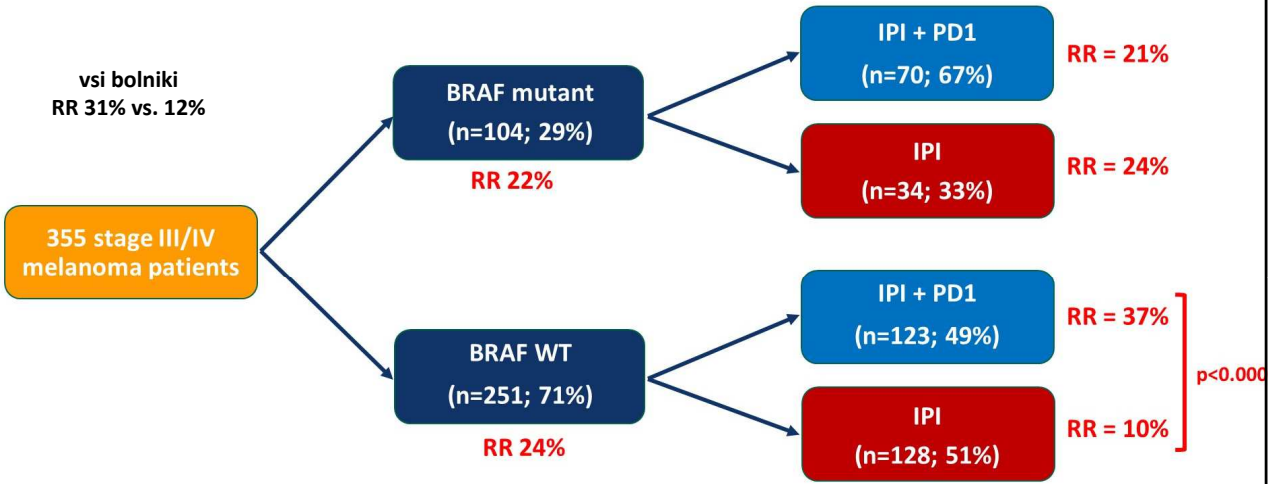 vsi bolniki
RR 31% vs. 12%
355 stage III/IV
melanoma patients
BRAF mutant
(n=104; 29%)
RR 22%
IPI + PD1
(n=70; 67%)
RR = 21%
IPI
(n=34; 33%)
RR = 24%
BRAF WT
(n=251; 71%)
RR 24%
IPI + PD1
(n=123; 49%)
RR = 37%
IPI
(n=128; 51%)
RR = 10%
p<0.000